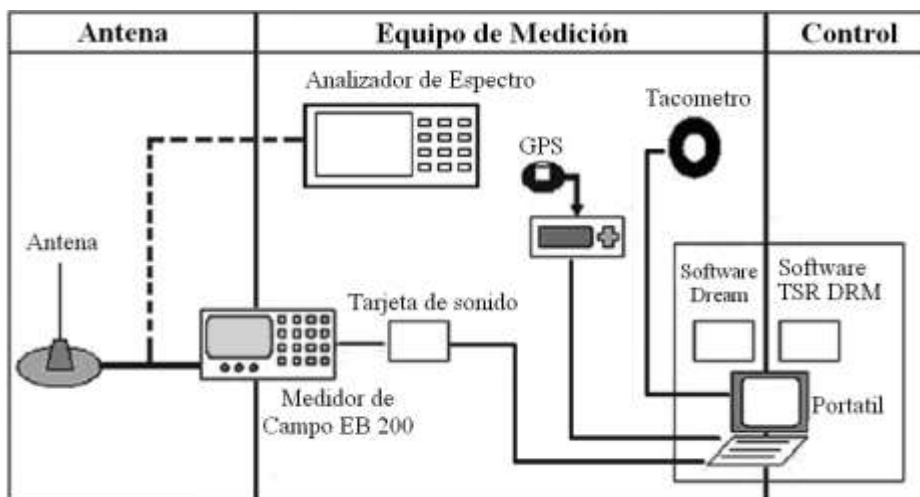 Antena
Equipo de Medición
Control
Analizador de Espectro
Tacometro
GPS
Antena
Software
Dream
Software
TSR DRM
Tarjeta de sonido
Medidor de
Campo EB 200
Portatil